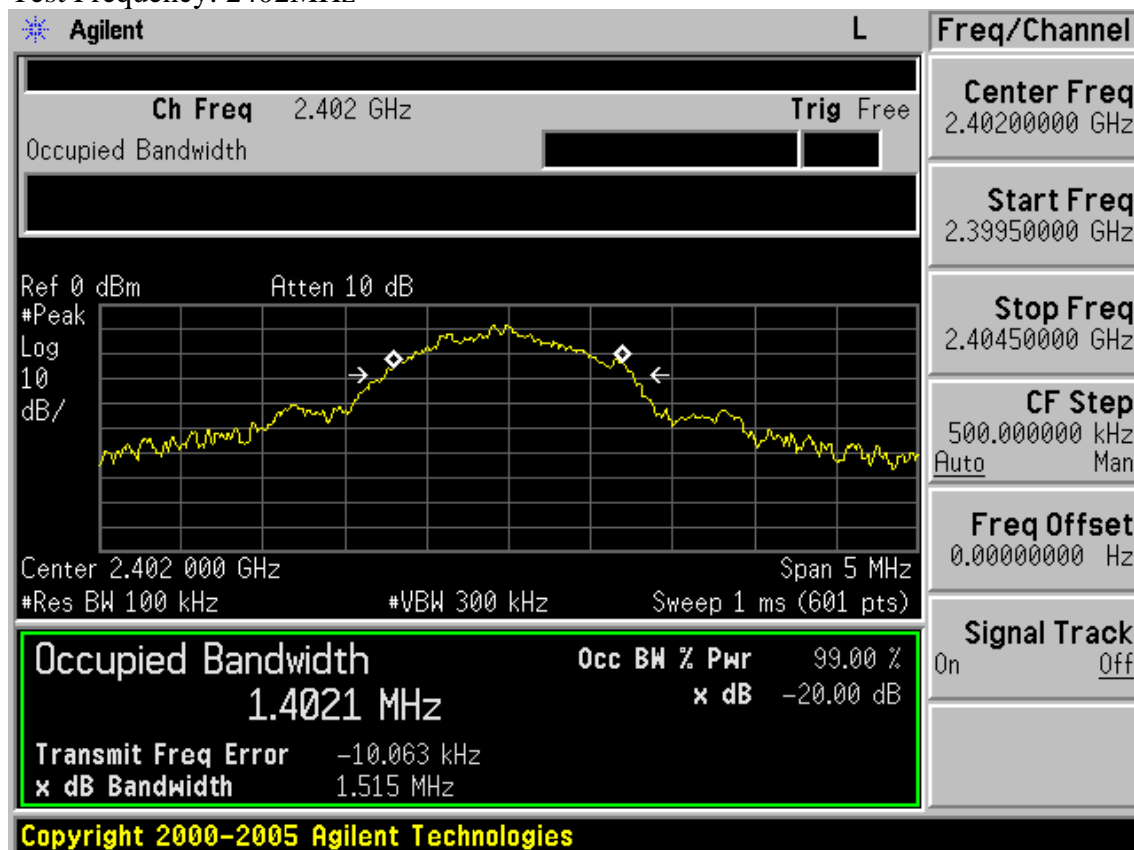 Test Frequency: 2402MHz
Agilent L Freq/Channel
Ch Freq 2.402 GHz Trig Free
Occupied Bandwidth
Center Freq
2.40200000 GHz
Start Freq
2.39950000 GHz
Stop Freq
2.40450000 GHz
CF Step
500.000000 kHz
Auto Man
Freq Offset
0.00000000 Hz
Signal Track
On Off
Ref 0 dBm Atten 10 dB
#Peak
Log
10
dB/
Center 2.402 000 GHz Span 5 MHz
#Res BW 100 kHz #VBW 300 kHz Sweep 1 ms (601 pts)
Occupied Bandwidth Occ BW % Pwr 99.00 %
1.4021 MHz x dB -20.00 dB
Transmit Freq Error -10.063 kHz
x dB Bandwidth 1.515 MHz
Copyright 2000-2005 Agilent Technologies